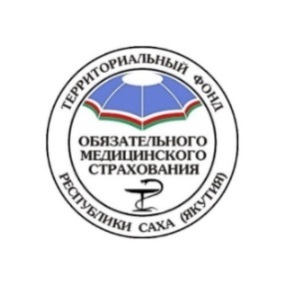 ТЕРРИТОРИАЛЬНЫЙ ФОНД
ОБЯЗАТЕЛЬНОГО
МЕДИЦИНСКОГО
СТРАХОВАНИЯ
РЕСПУБЛИКИ САХА (ЯКУТИЯ)